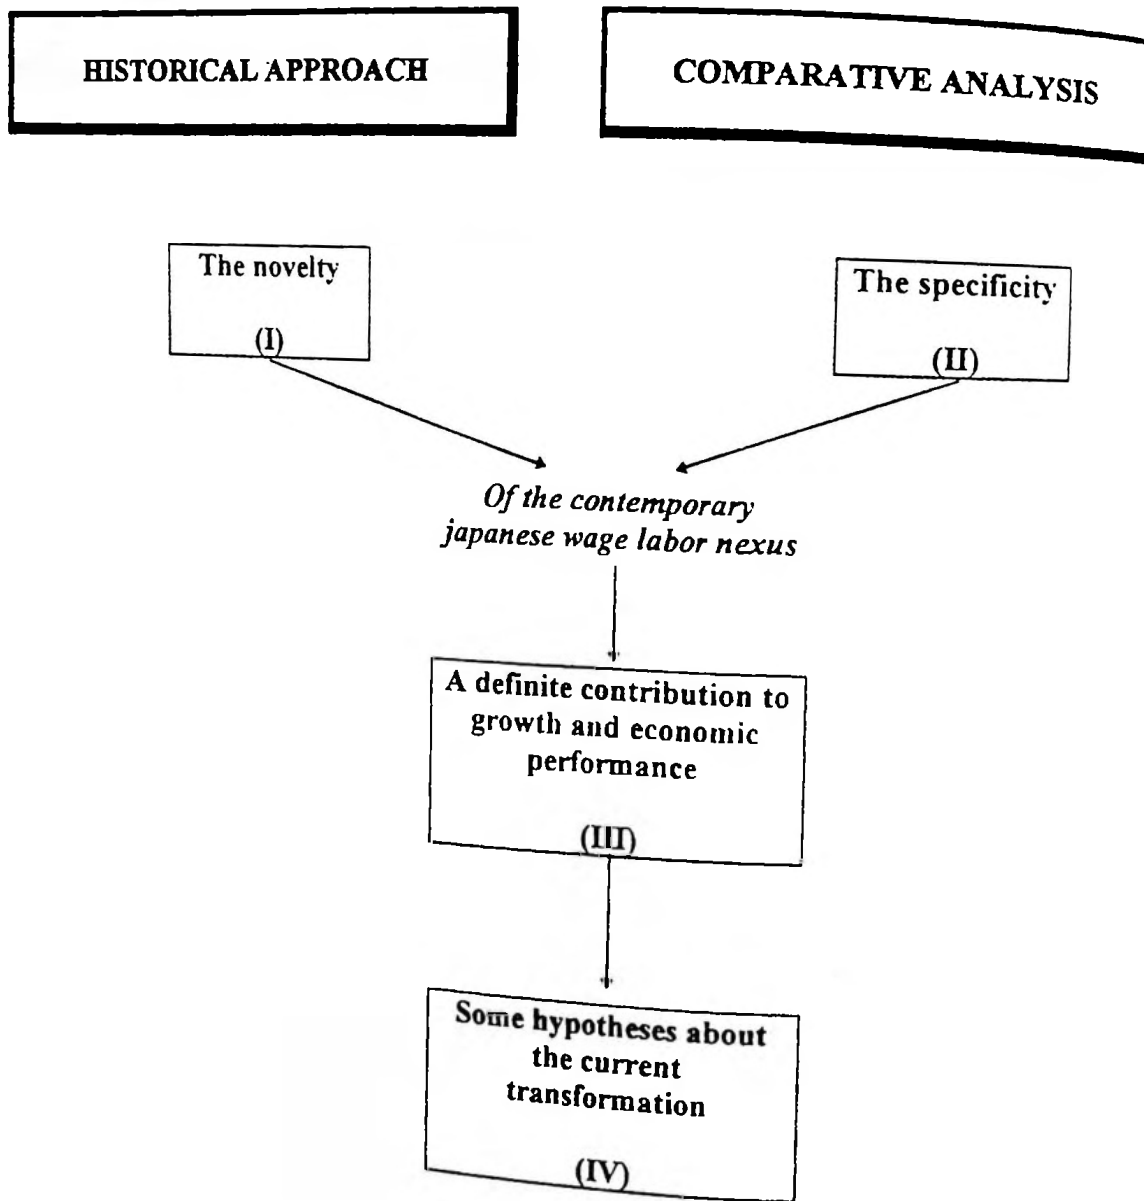 HISTORICAL APPROACH
COMPARATIVE ANALYSIS
The novelty
(I)
The specificity
(II)
Of the contemporary
japanese wage labor nexus
A definite contribution to
growth and economic
performance
(III)
Some hypotheses about
the current
transformation
(IV)